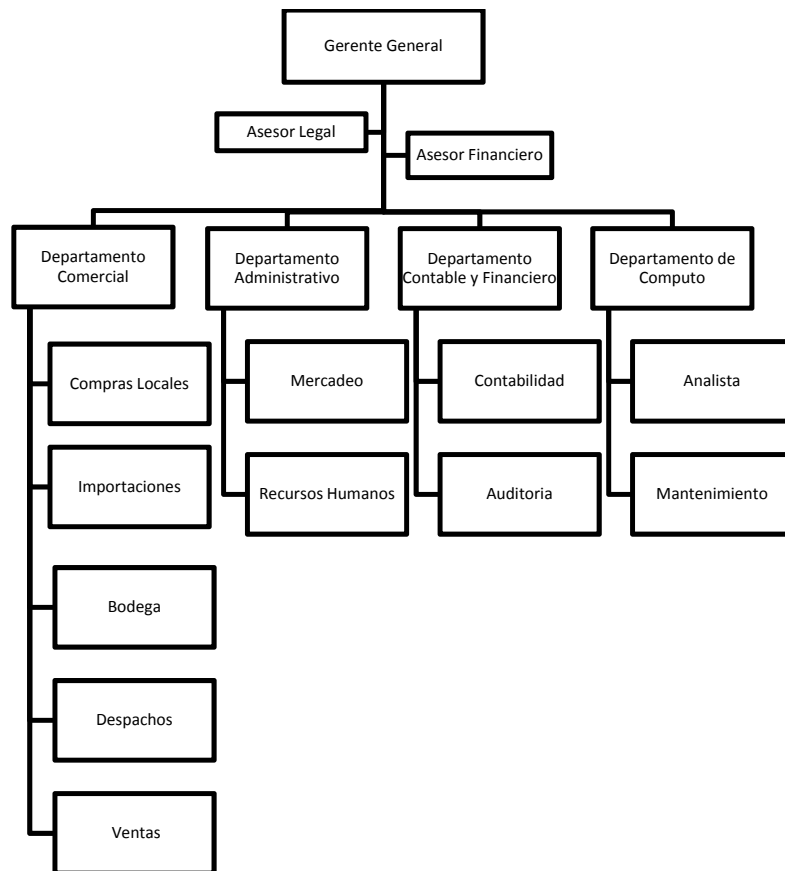 Gerente General
Asesor Legal
Asesor Financiero
Departamento
Comercial
Departamento
Administrativo
Departamento
Contable y Financiero
Departamento de
Computo
Compras Locales
Mercadeo
Contabilidad
Analista
Importaciones
Recursos Humanos
Auditoria
Mantenimiento
Bodega
Despachos
Ventas